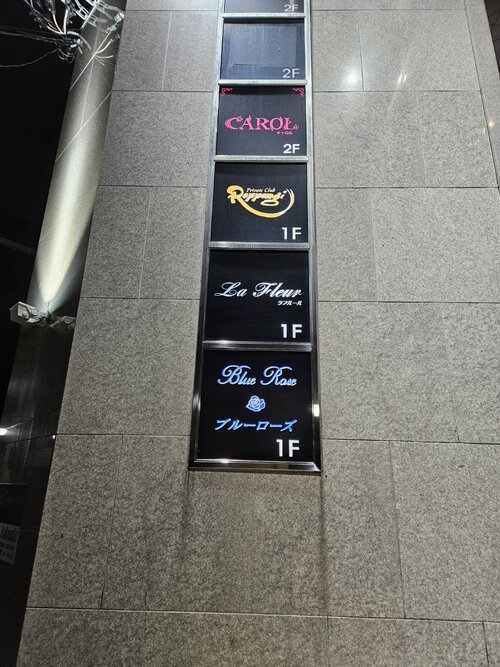 2F
2F
CAROL
キャロル
2F
Private Club
1F
La Fleur
ラフルール
1F
Blue Rose
ブルーローズ
1F